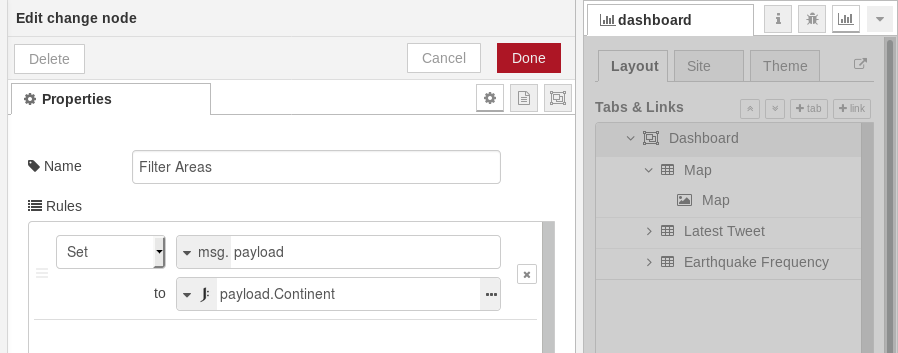 Edit change node
Delete
Cancel
Done
Properties
Name
Filter Areas
Rules
Set
msg. payload
to
J: payload.Continent
dashboard
i
Layout
Site
Theme
Tabs & Links
+ tab
+ link
Dashboard
Map
Map
Latest Tweet
Earthquake Frequency